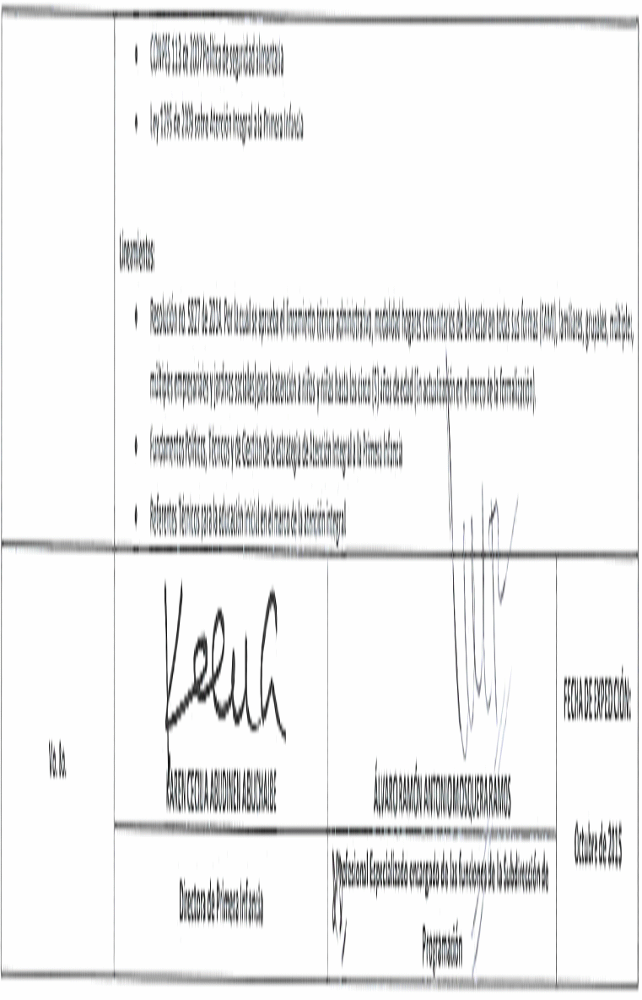 • CONPES 113 de 2007 Política de seguridad alimentaria
• Ley 1295 de 2009 sobre Atención Integral a la Primera Infancia
Lineamientos:
• Resolución no. 5827 de 2014. Por la cual se aprueba el lineamiento técnico administrativo, modalidad hogares comunitarios de bienestar en todas sus formas (FAMI), familiares, grupales, múltiples,
múltiples empresariales y jardines sociales) para la atención a niños y niñas hasta los cinco (5) años de edad (En actualización en el marco de la formalización).
• Fundamentos Políticos, Técnicos y de Gestión de la estrategia de Atención Integral a la Primera Infancia
• Referentes Técnicos para la educación inicial en el marco de la atención integral
Vo. Bo.
KAREN CECILIA ABUDINEN ABUCHAIBE
Directora de Primera Infancia
ÁLVARO RAMÓN ANTONIO MOSQUERA RAMOS
Profesional Especializado encargado de las funciones de la Subdirección de
Programación
FECHA DE EXPEDICIÓN:
Octubre de 2015